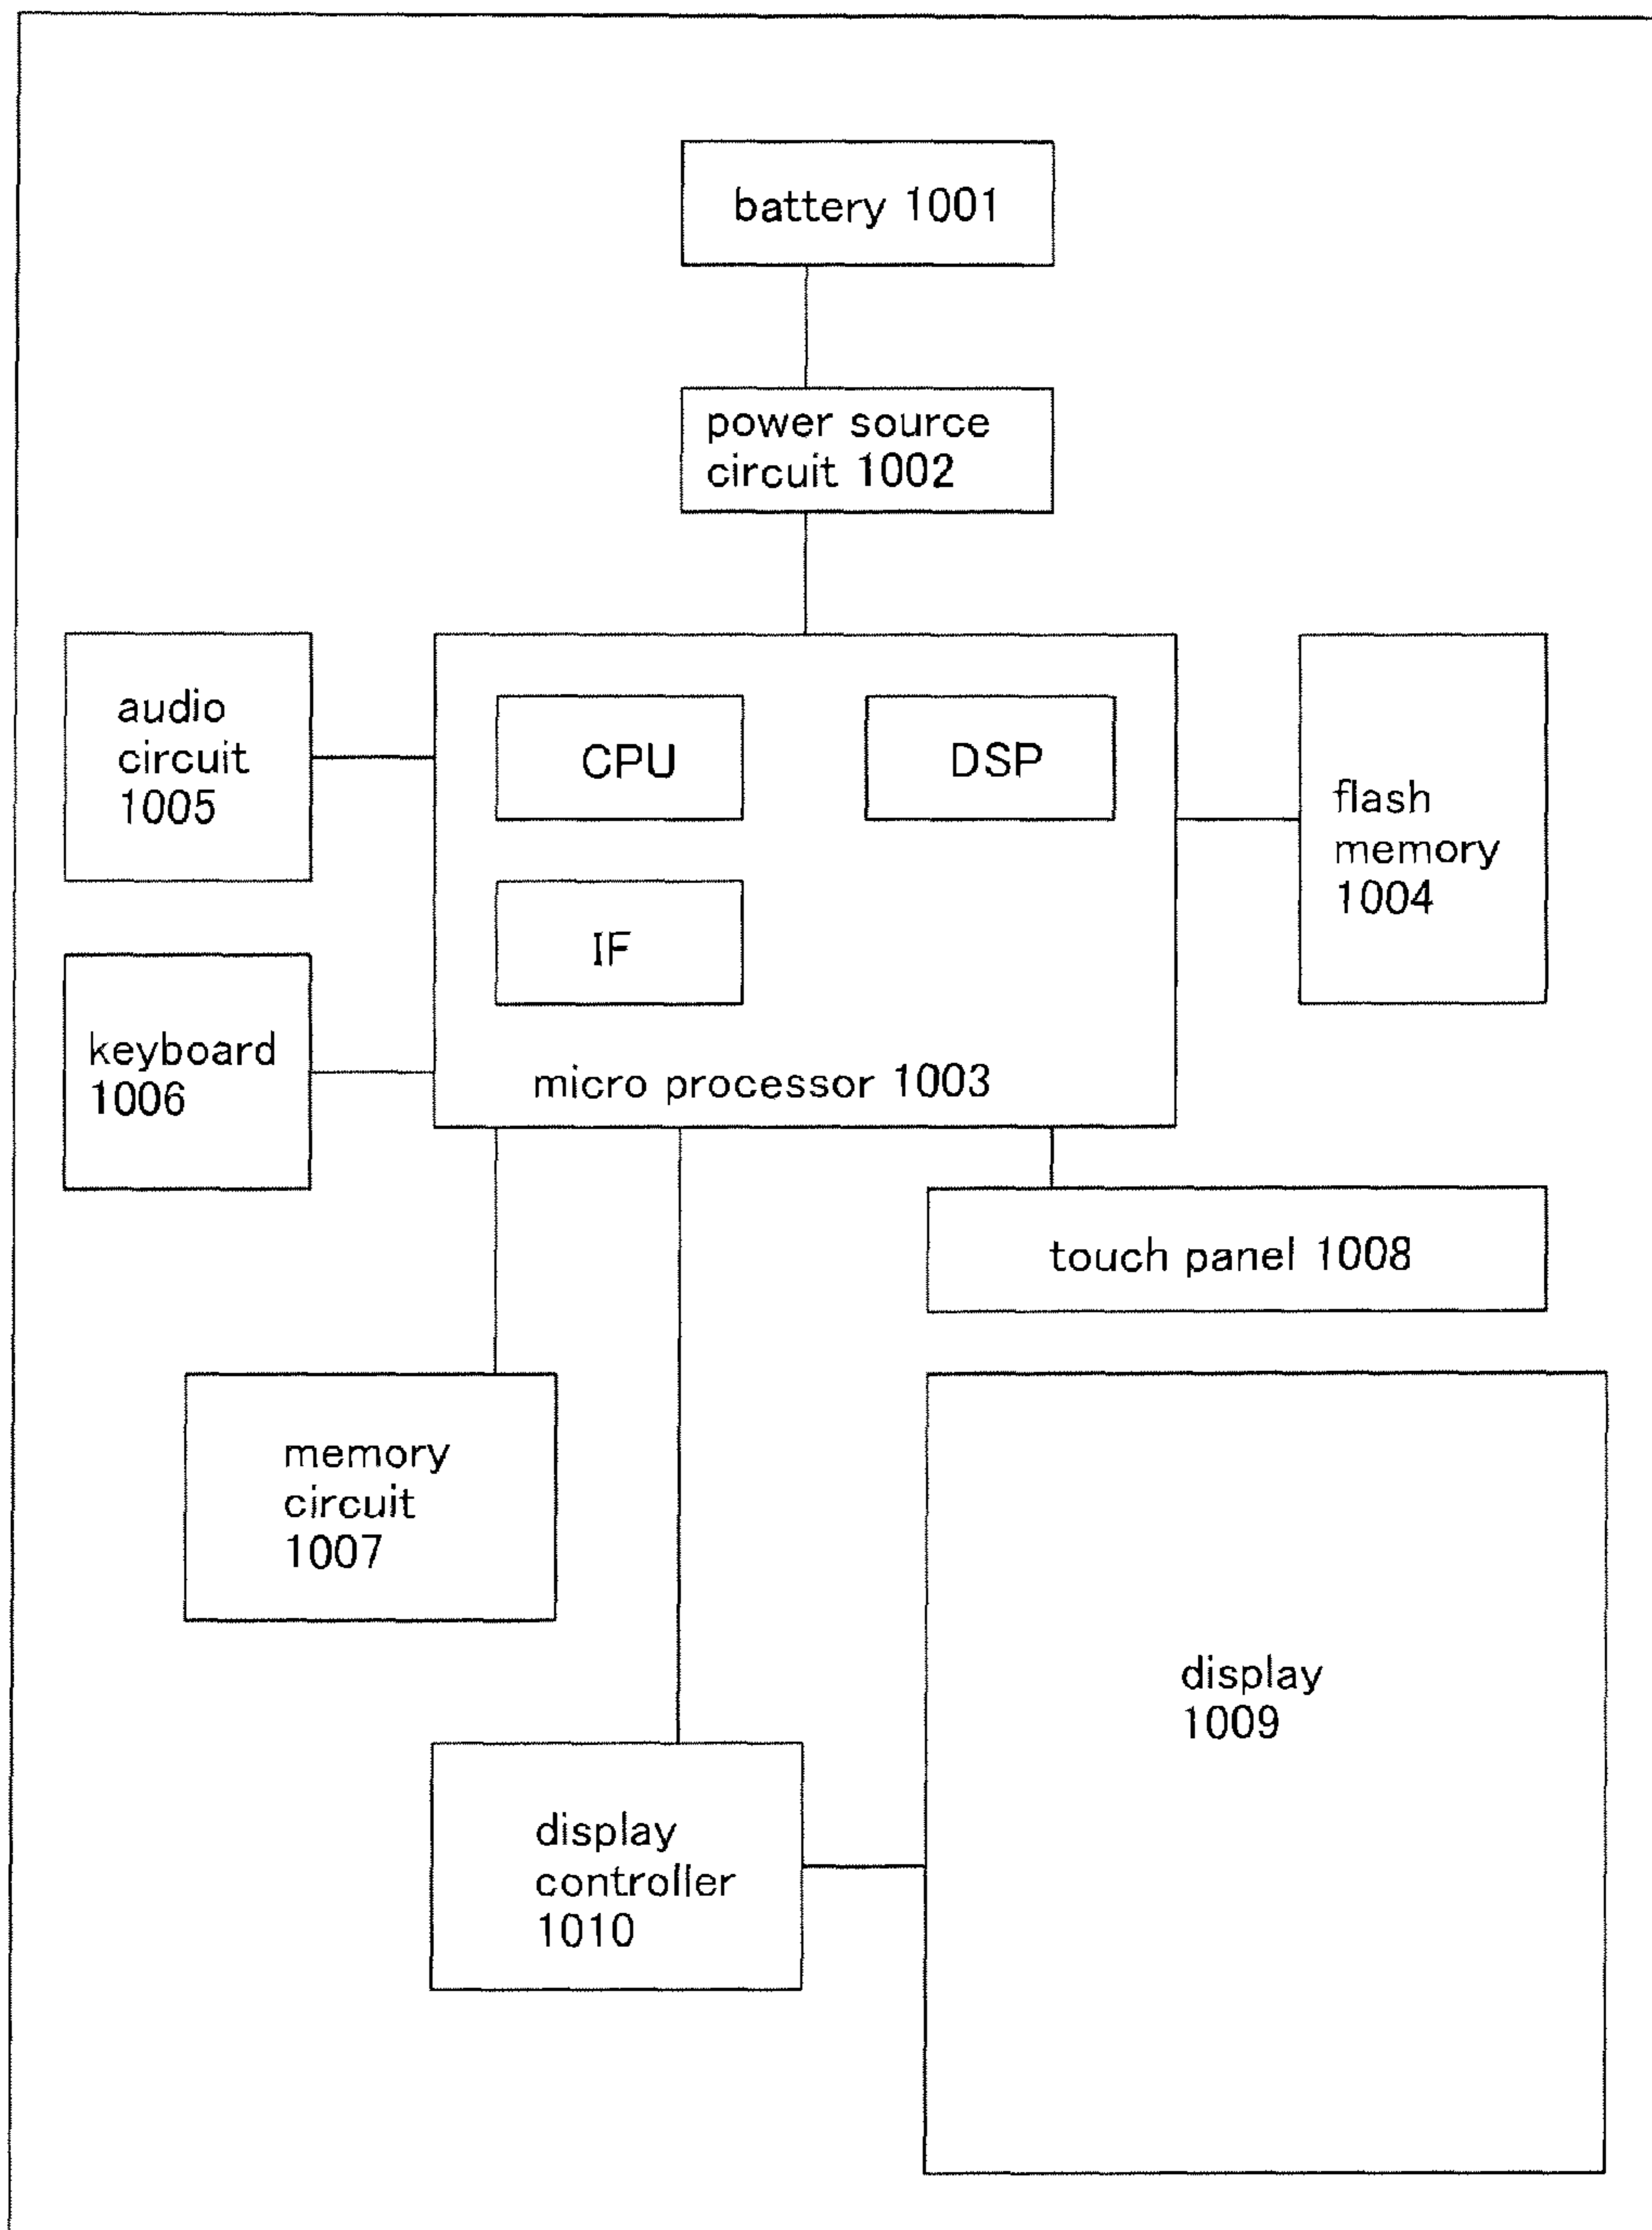 battery 1001
power source
circuit 1002
audio
circuit
1005
CPU
DSP
flash
memory
1004
IF
keyboard
1006
micro processor 1003
touch panel 1008
memory
circuit
1007
display
1009
display
controller
1010